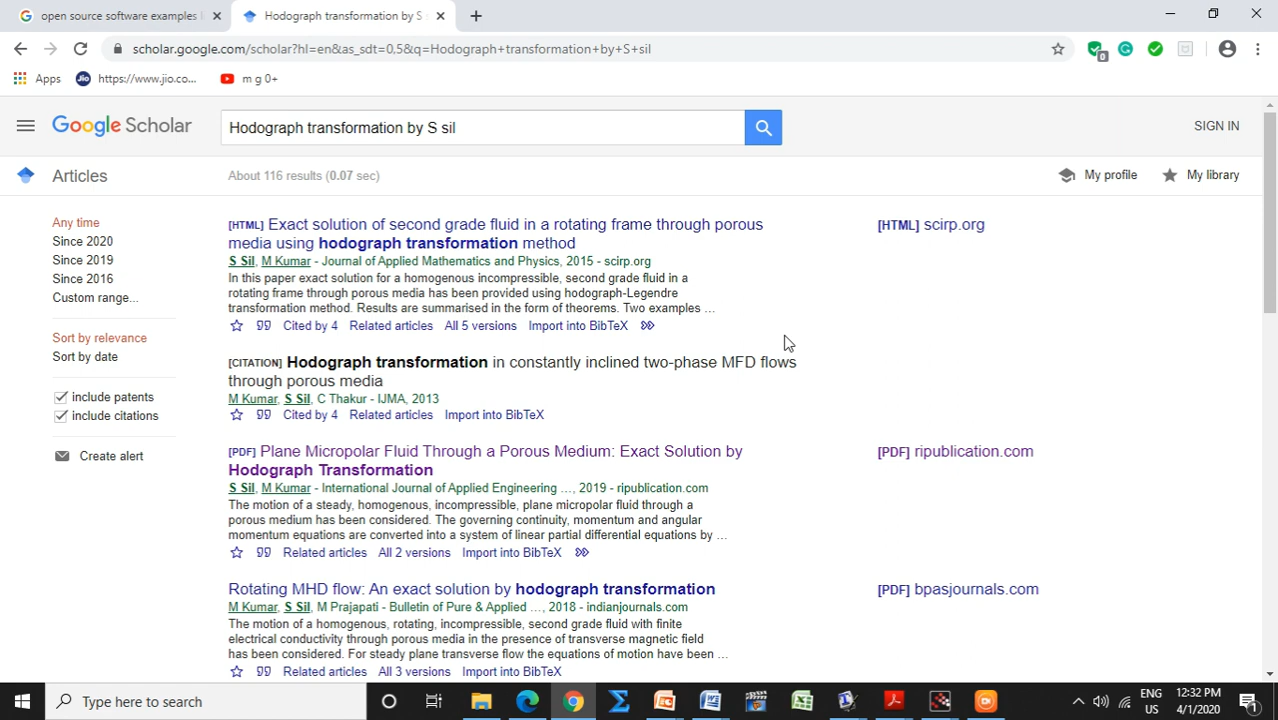 open source software examples
Hodograph transformation by S s
scholar.google.com/scholar?hl=en&as_sdt=0,5&q=Hodograph+transformation+by+S+sil
0
Apps
https://www.jio.co...
m g 0+
Google Scholar
Hodograph transformation by S sil
SIGN IN
Articles
About 116 results (0.07 sec)
My profile
My library
Any time
Since 2020
Since 2019
Since 2016
Custom range...
Sort by relevance
Sort by date
include patents
include citations
Create alert
[HTML] Exact solution of second grade fluid in a rotating frame through porous
media using hodograph transformation method
S Sil, M Kumar - Journal of Applied Mathematics and Physics, 2015 - scirp.org
In this paper exact solution for a homogenous incompressible, second grade fluid in a
rotating frame through porous media has been provided using hodograph-Legendre
transformation method. Results are summarised in the form of theorems. Two examples ...
Cited by 4 Related articles All 5 versions Import into BibTeX
[HTML] scirp.org
[CITATION] Hodograph transformation in constantly inclined two-phase MFD flows
through porous media
M Kumar, S Sil, C Thakur - IJMA, 2013
Cited by 4 Related articles Import into BibTeX
[PDF] Plane Micropolar Fluid Through a Porous Medium: Exact Solution by
Hodograph Transformation
S Sil, M Kumar - International Journal of Applied Engineering ..., 2019 - ripublication.com
The motion of a steady, homogenous, incompressible, plane micropolar fluid through a
porous medium has been considered. The governing continuity, momentum and angular
momentum equations are converted into a system of linear partial differential equations by ...
Related articles All 2 versions Import into BibTeX
[PDF] ripublication.com
Rotating MHD flow: An exact solution by hodograph transformation
M Kumar, S Sil, M Prajapati - Bulletin of Pure & Applied ..., 2018 - indianjournals.com
The motion of a homogenous, rotating, incompressible, second grade fluid with finite
electrical conductivity through porous media in the presence of transverse magnetic field
has been considered. For steady plane transverse flow the equations of motion have been ...
Related articles All 3 versions Import into BibTeX
[PDF] bpasjournals.com
Type here to search
ENG
US
12:32 PM
4/1/2020
1